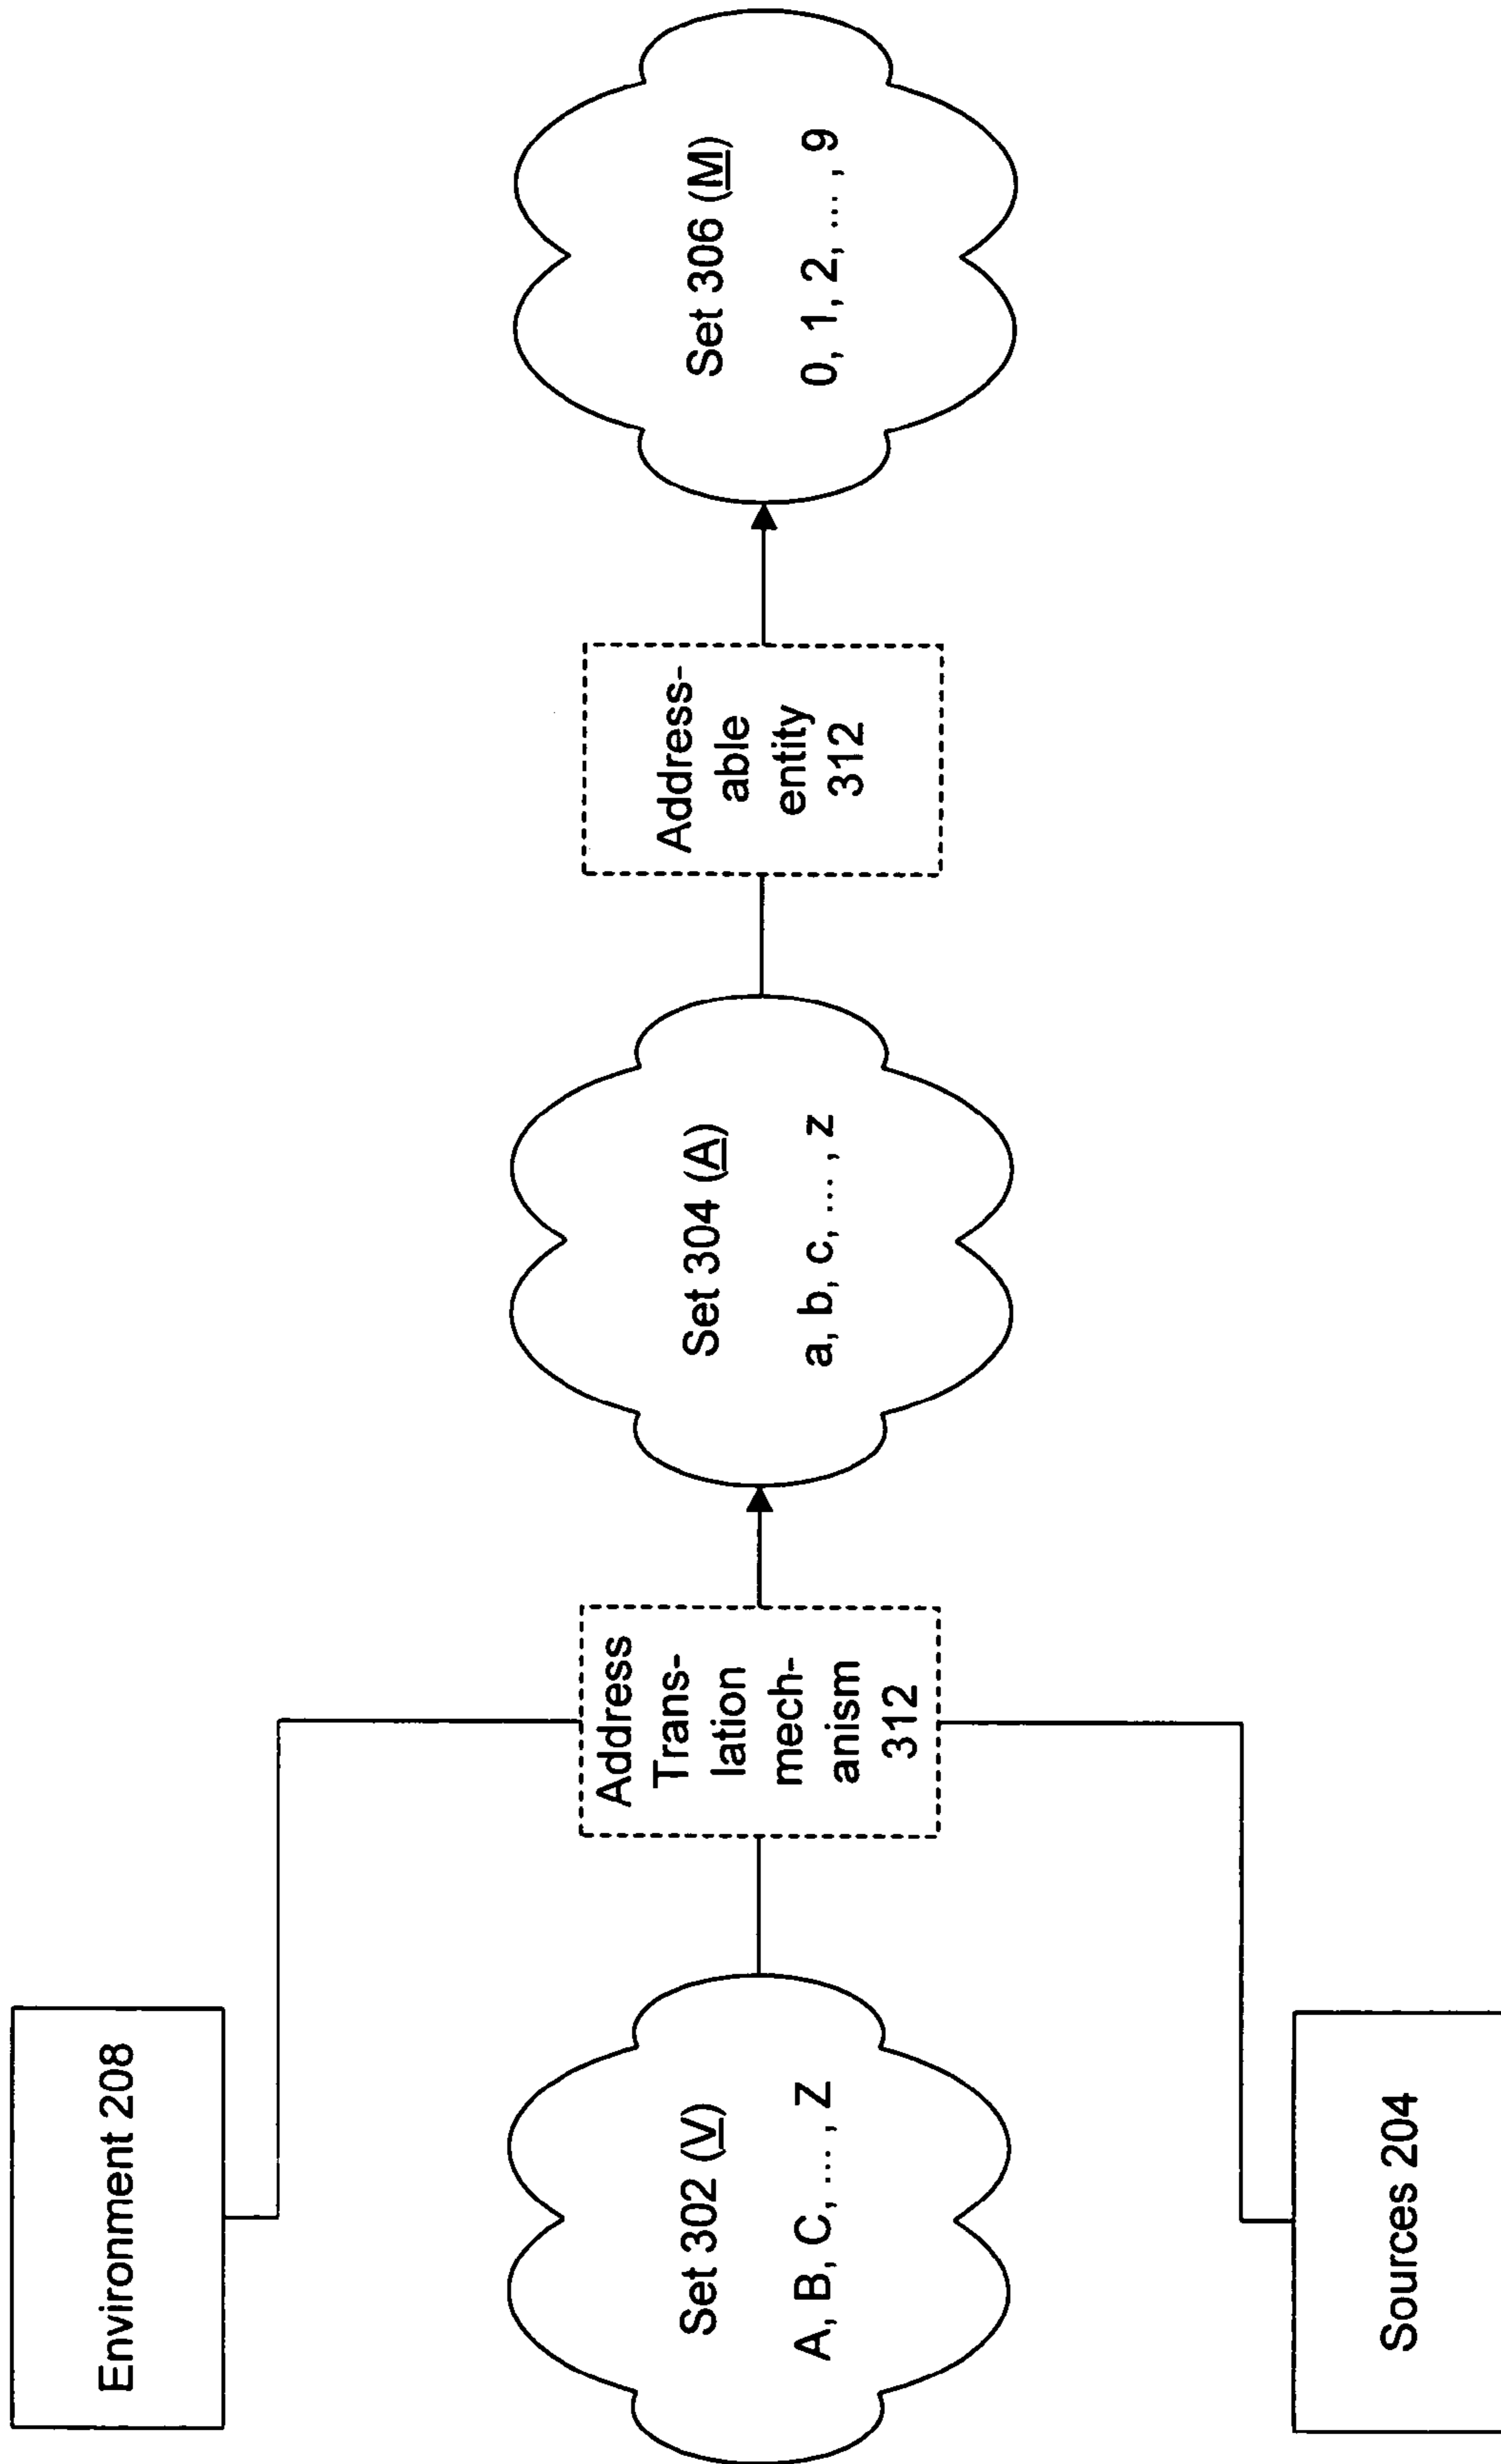 Environment 208
Set 302 (V)
A, B, C, ... , Z
Address
Trans-
lation
mech-
anism
312
Set 304 (A)
a, b, c, ... , z
Address-
able
entity
312
Set 306 (M)
0, 1, 2, ... , 9
Sources 204